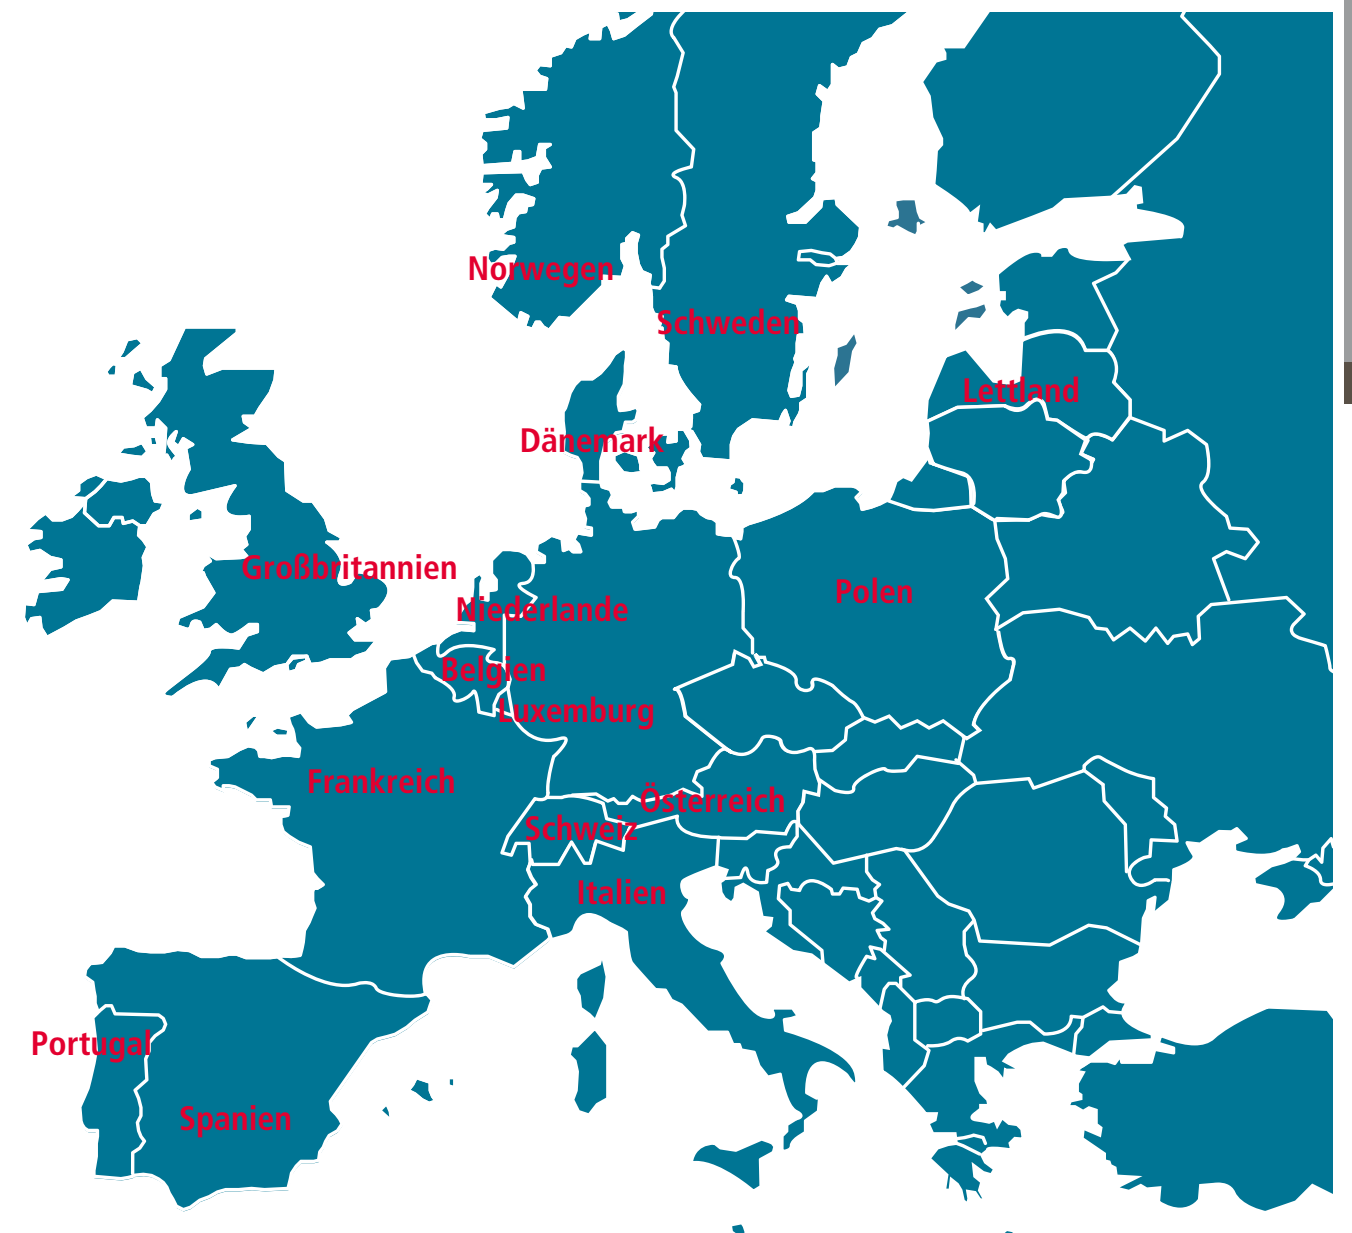 Norwegen
Schweden
Lettland
Dänemark
Großbritannien
Polen
Niederlande
Belgien
Luxemburg
Frankreich
Österreich
Schweiz
Italien
Portugal
Spanien